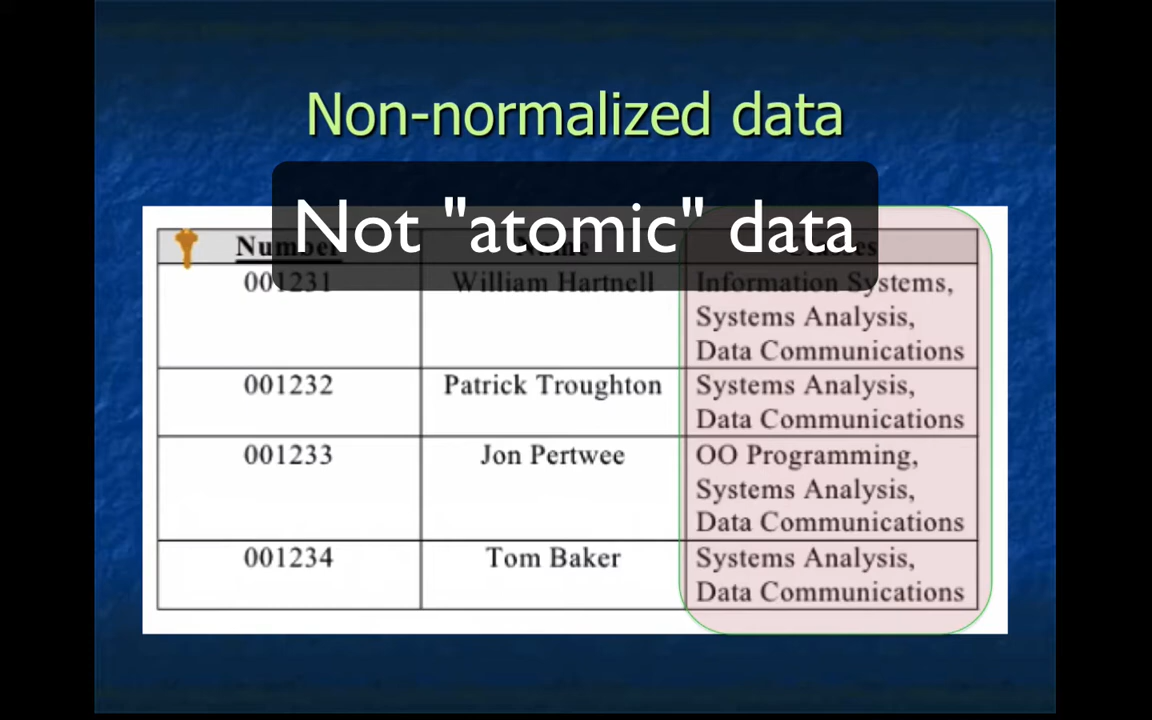 Non-normalized data
Not "atomic" data
Number Name Classes
001231 William Hartnell Information Systems,
Systems Analysis,
Data Communications
001232 Patrick Troughton Systems Analysis,
Data Communications
001233 Jon Pertwee OO Programming,
Systems Analysis,
Data Communications
001234 Tom Baker Systems Analysis,
Data Communications